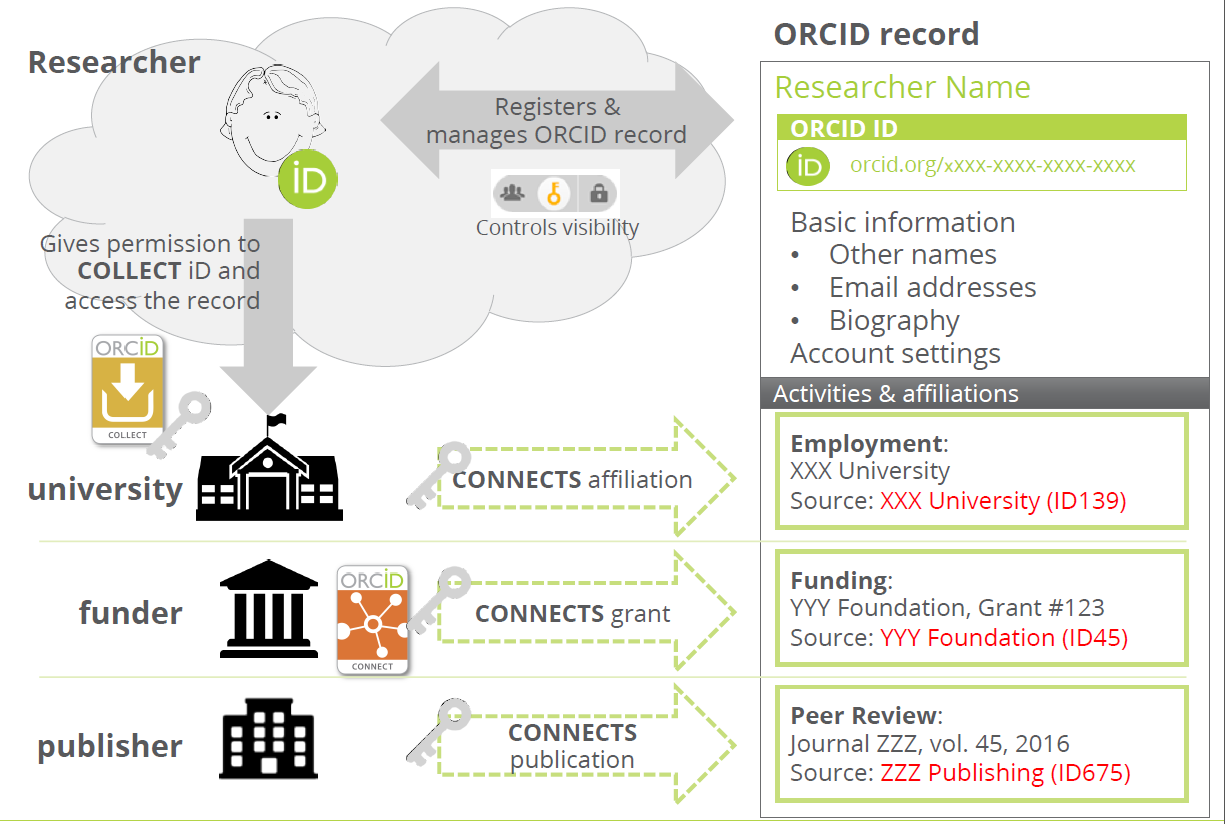 Researcher
Registers &
manages ORCID record
Controls visibility
iD
Gives permission to
COLLECT iD and
access the record
ORCiD
COLLECT
university
CONNECTS affiliation
funder
ORCiD
CONNECT
CONNECTS grant
publisher
CONNECTS
publication
ORCID record
Researcher Name
ORCID ID
iD orcid.org/xxxx-xxxx-xxxx-xxxx
Basic information
• Other names
• Email addresses
• Biography
Account settings
Activities & affiliations
Employment:
XXX University
Source: XXX University (ID139)
Funding:
YYY Foundation, Grant #123
Source: YYY Foundation (ID45)
Peer Review:
Journal ZZZ, vol. 45, 2016
Source: ZZZ Publishing (ID675)